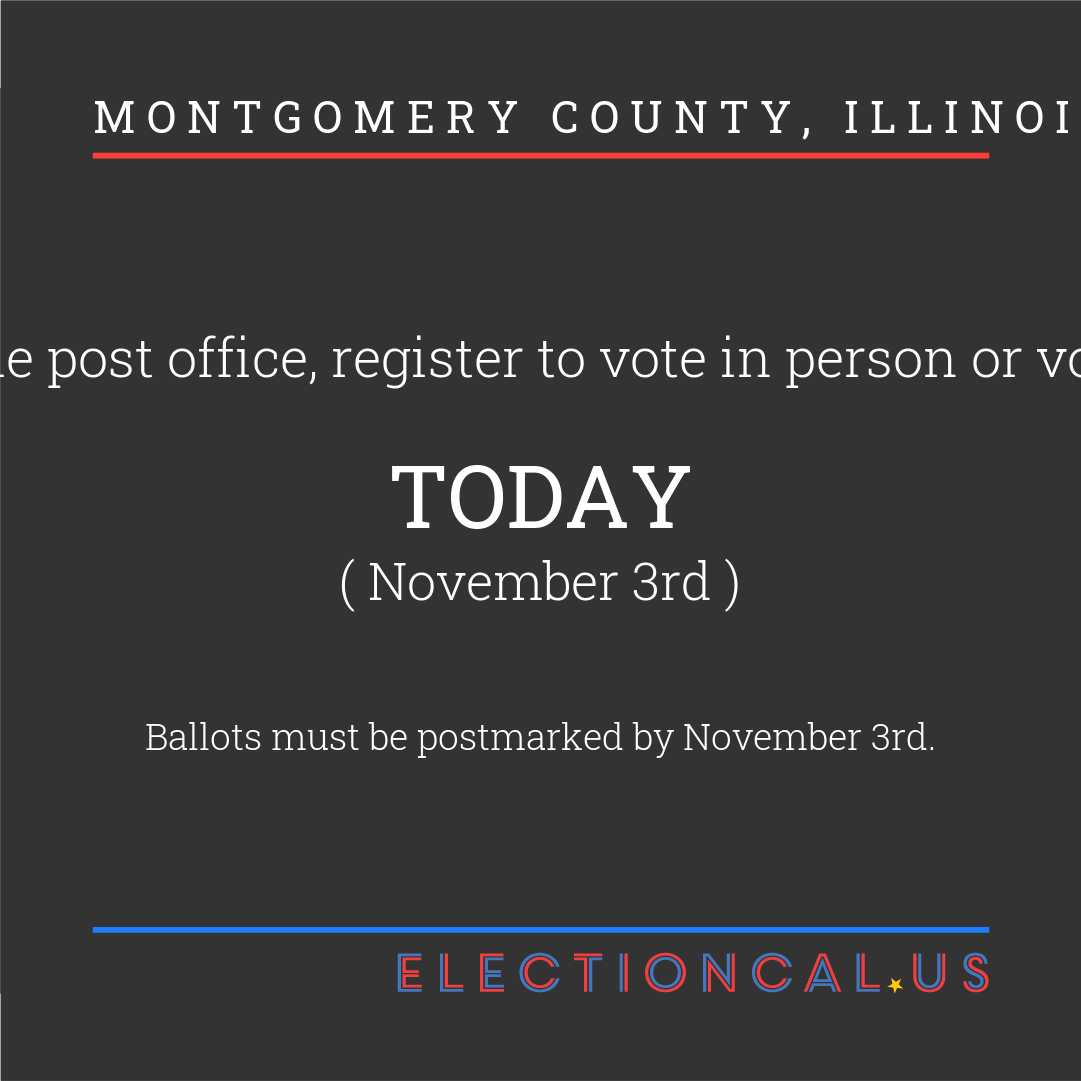 MONTGOMERY COUNTY, ILLINOI
e post office, register to vote in person or vo
TODAY
( November 3rd )
Ballots must be postmarked by November 3rd.
ELECTIONCAL.US